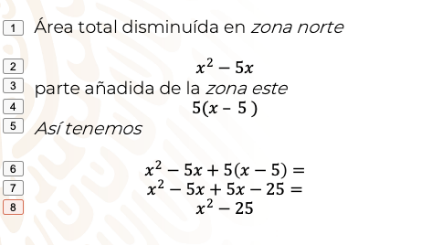 1 Área total disminuída en zona norte
2 x² − 5x
3 parte añadida de la zona este
4 5(x − 5 )
5 Así tenemos
6 x² − 5x + 5(x − 5) =
7 x² − 5x + 5x − 25 =
8 x² − 25